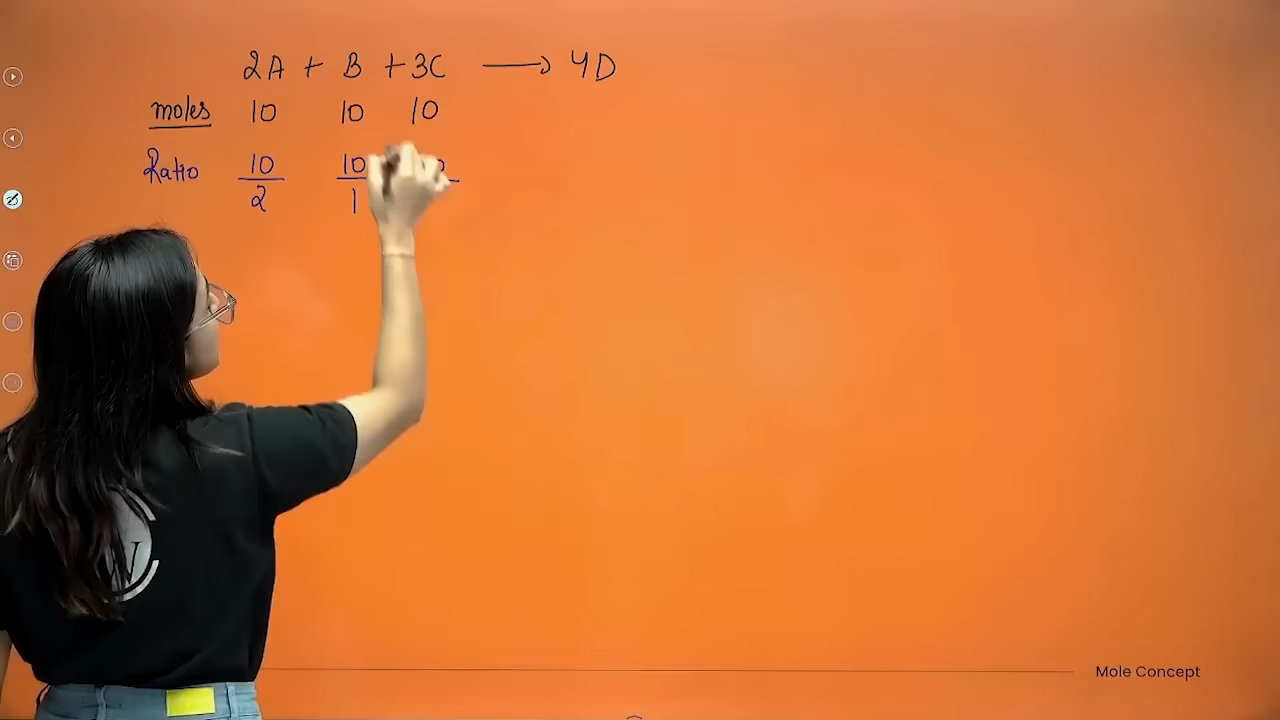 2A + B + 3C ⟶ 4D
moles 10 10 10
Ratio 10/2 10/1
W
Mole Concept